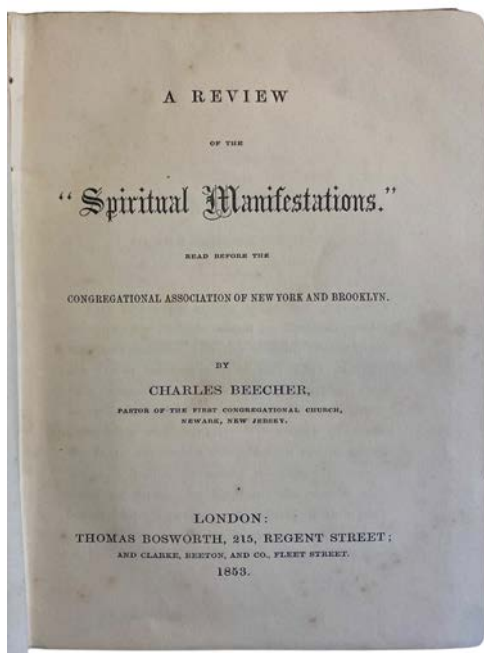 A REVIEW
OF THE
“Spiritual Manifestations.”
READ BEFORE THE
CONGREGATIONAL ASSOCIATION OF NEW YORK AND BROOKLYN.
BY
CHARLES BEECHER,
PASTOR OF THE FIRST CONGREGATIONAL CHURCH,
NEWARK, NEW JERSEY.
LONDON:
THOMAS BOSWORTH, 215, REGENT STREET;
AND CLARKE, BEETON, AND CO., FLEET STREET.
1853.